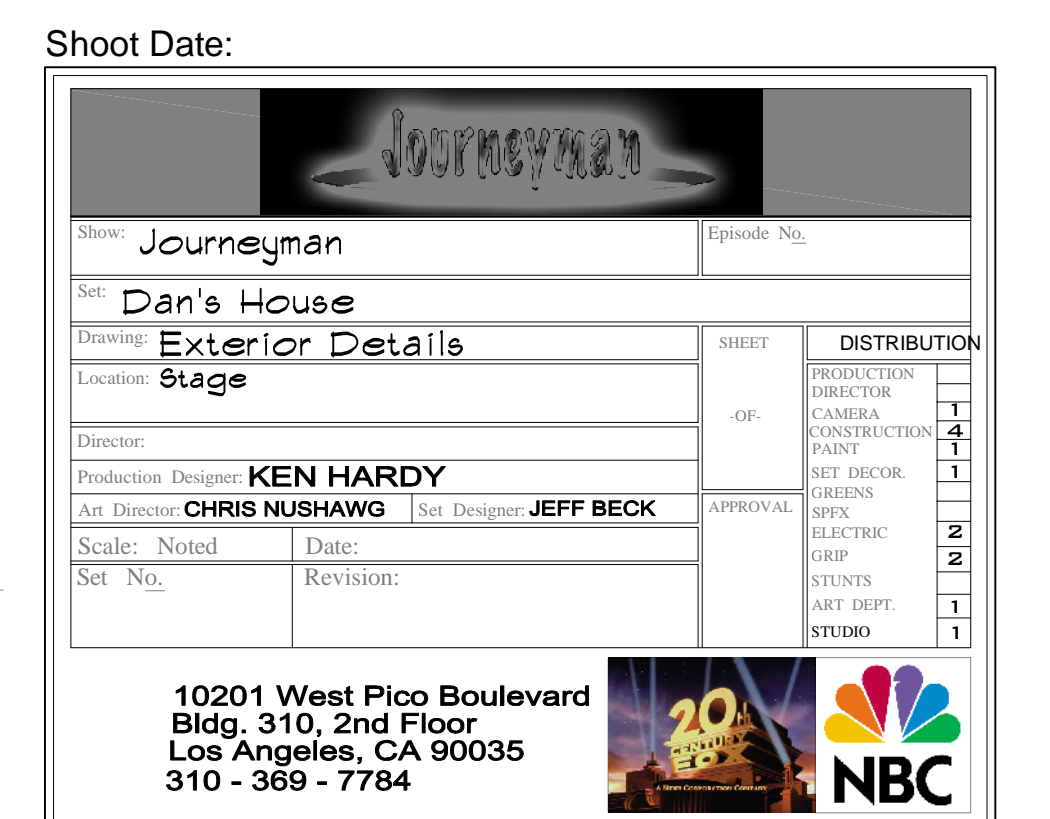 Shoot Date:
Journeyman
Show: Journeyman
Episode No.
Set: Dan's House
Drawing: Exterior Details
SHEET
-OF-
DISTRIBUTION
Location: Stage
PRODUCTION
DIRECTOR
CAMERA 1
CONSTRUCTION 4
PAINT 1
SET DECOR. 1
GREENS
SPFX
ELECTRIC 2
GRIP 2
STUNTS
ART DEPT. 1
STUDIO 1
Director:
Production Designer: KEN HARDY
Art Director: CHRIS NUSHAWG
Set Designer: JEFF BECK
APPROVAL
Scale: Noted
Date:
Set No.
Revision:
10201 West Pico Boulevard
Bldg. 310, 2nd Floor
Los Angeles, CA 90035
310 - 369 - 7784
20th
CENTURY
FOX
A NEWS CORPORATION COMPANY
NBC